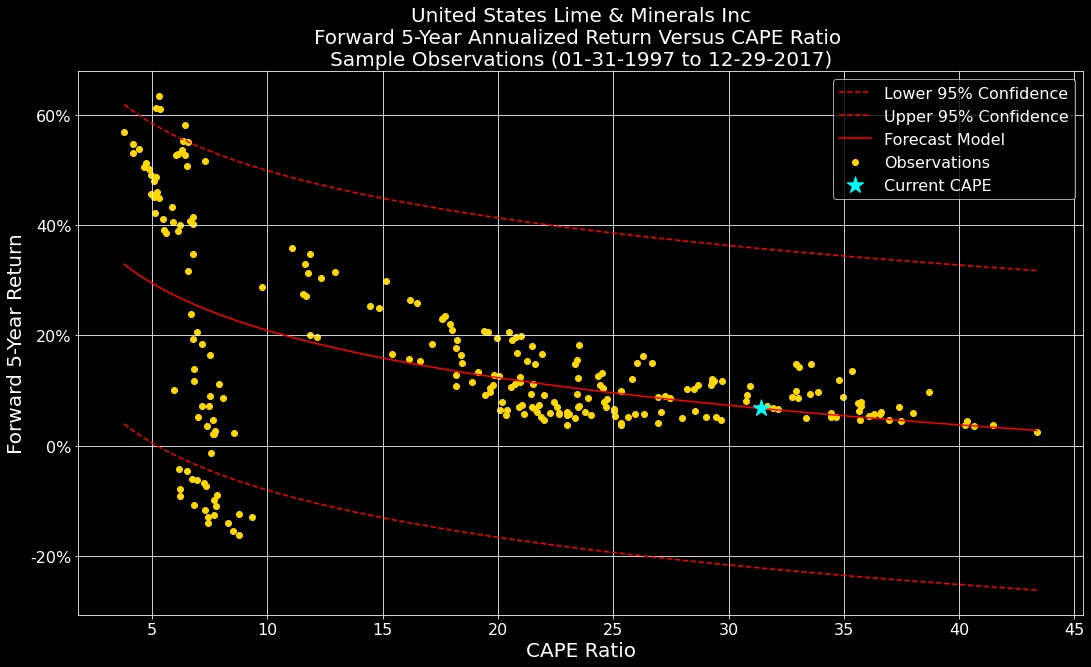 United States Lime & Minerals Inc
Forward 5-Year Annualized Return Versus CAPE Ratio
Sample Observations (01-31-1997 to 12-29-2017)
Lower 95% Confidence
Upper 95% Confidence
Forecast Model
Observations
Current CAPE
Forward 5-Year Return
60%
40%
20%
0%
-20%
5 10 15 20 25 30 35 40 45
CAPE Ratio